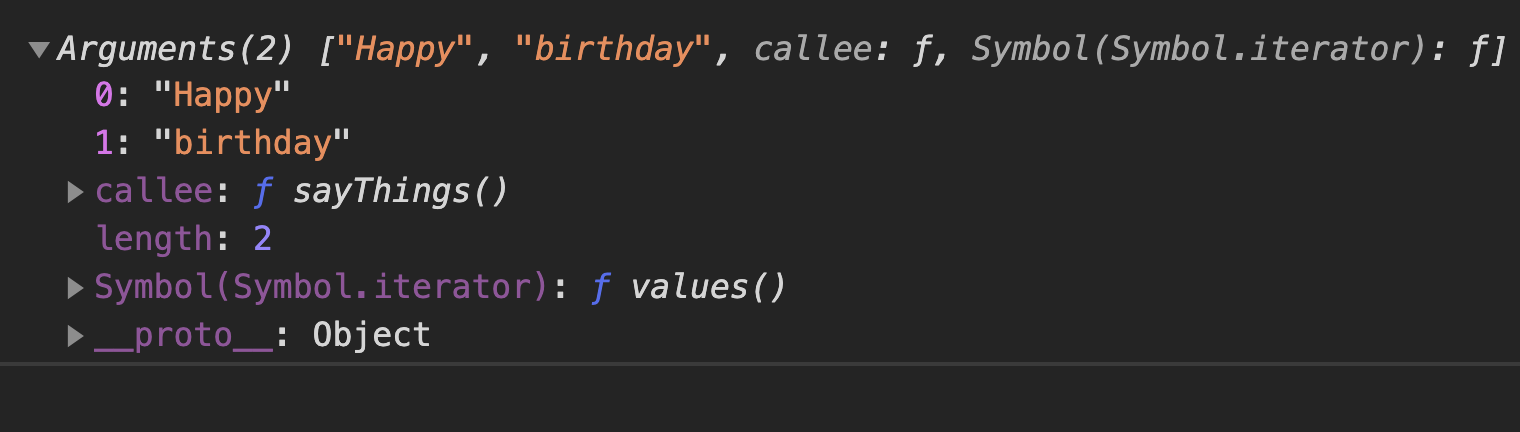 ▼Arguments(2) ["Happy", "birthday", callee: ƒ, Symbol(Symbol.iterator): ƒ]
0: "Happy"
1: "birthday"
▶callee: ƒ sayThings()
length: 2
▶Symbol(Symbol.iterator): ƒ values()
▶__proto__: Object